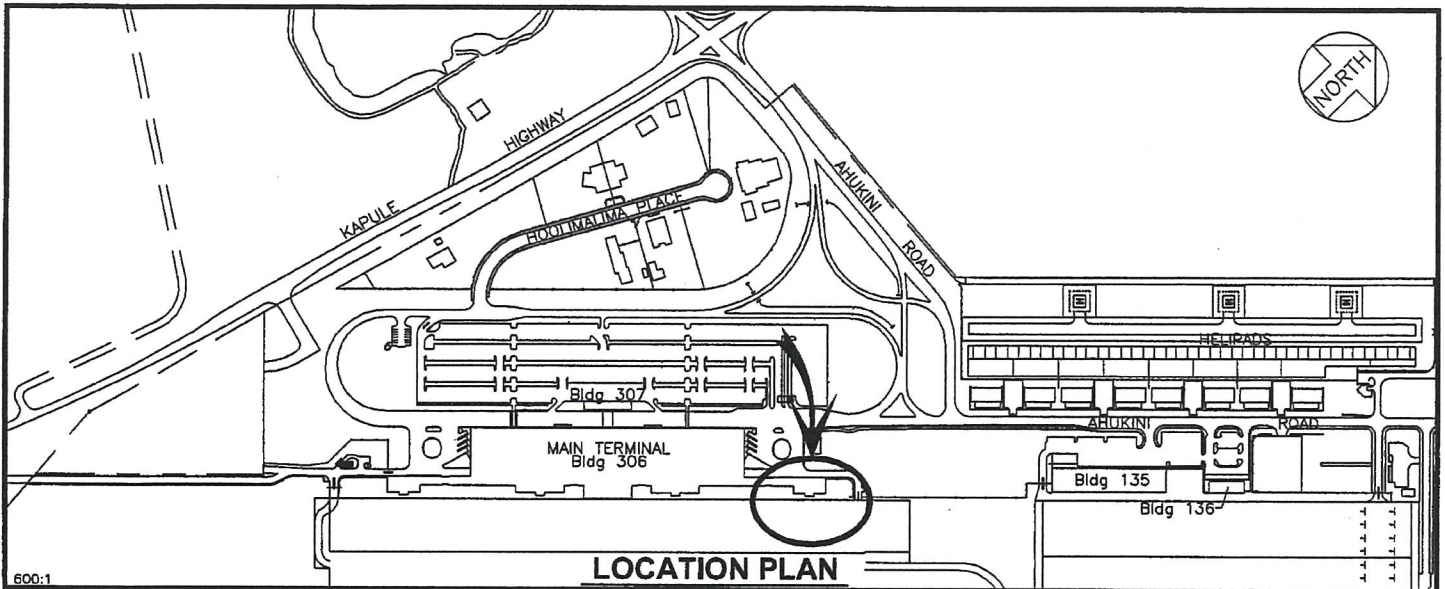 NORTH
KAPULE HIGHWAY
HOOLIMALIMA PLACE
AHUKINI ROAD
HELIPADS
Bldg 307
AHUKINI ROAD
MAIN TERMINAL
Bldg 306
Bldg 135
Bldg 136
LOCATION PLAN
600:1